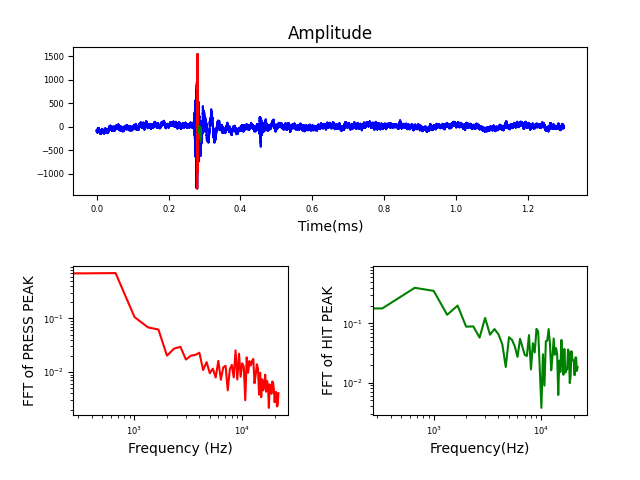 Amplitude
1500
1000
500
0
−500
−1000
0.0 0.2 0.4 0.6 0.8 1.0 1.2
Time(ms)
FFT of PRESS PEAK
10⁻¹
10⁻²
10³ 10⁴
Frequency (Hz)
FFT of HIT PEAK
10⁻¹
10⁻²
10³ 10⁴
Frequency(Hz)